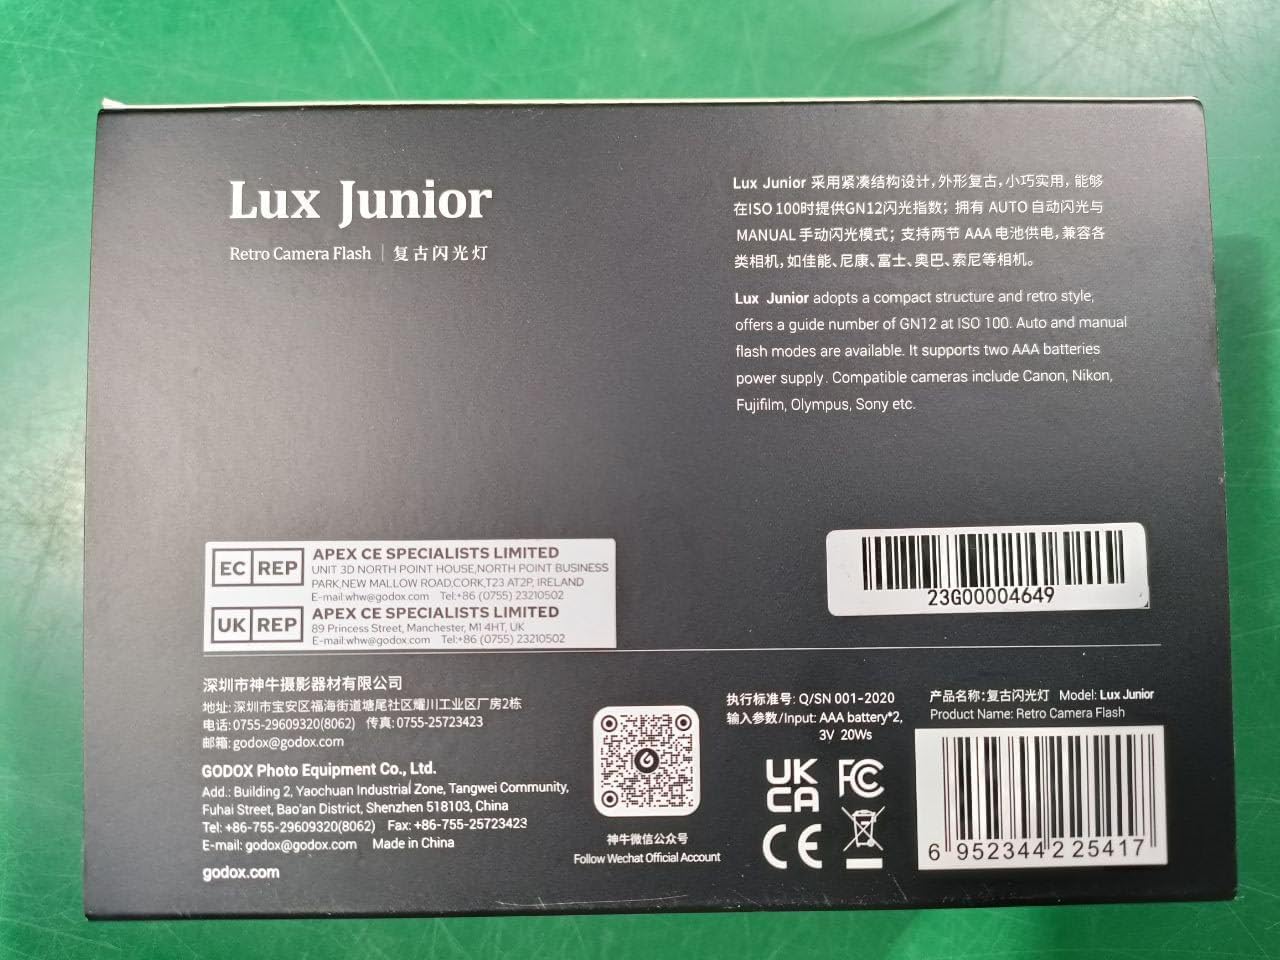 Lux Junior
Retro Camera Flash | 复古闪光灯
Lux Junior 采用紧凑结构设计,外形复古,小巧实用,能够
在ISO 100时提供GN12闪光指数;拥有 AUTO 自动闪光与
MANUAL 手动闪光模式;支持两节 AAA 电池供电,兼容各
类相机,如佳能、尼康、富士、奥巴、索尼等相机。
Lux Junior adopts a compact structure and retro style,
offers a guide number of GN12 at ISO 100. Auto and manual
flash modes are available. It supports two AAA batteries
power supply. Compatible cameras include Canon, Nikon,
Fujifilm, Olympus, Sony etc.
EC REP
APEX CE SPECIALISTS LIMITED
UNIT 3D NORTH POINT HOUSE,NORTH POINT BUSINESS
PARK,NEW MALLOW ROAD,CORK,T23 AT2P, IRELAND
E-mail:whw@godox.com Tel:+86 (0755) 23210502
UK REP
APEX CE SPECIALISTS LIMITED
89 Princess Street, Manchester, M1 4HT, UK
E-mail:whw@godox.com Tel:+86 (0755) 23210502
23G00004649
深圳市神牛摄影器材有限公司
地址:深圳市宝安区福海街道塘尾社区耀川工业区厂房2栋
电话:0755-29609320(8062) 传真:0755-25723423
邮箱:godox@godox.com
GODOX Photo Equipment Co., Ltd.
Add.: Building 2, Yaochuan Industrial Zone, Tangwei Community,
Fuhai Street, Bao'an District, Shenzhen 518103, China
Tel: +86-755-29609320(8062) Fax: +86-755-25723423
E-mail: godox@godox.com Made in China
godox.com
神牛微信公众号
Follow Wechat Official Account
执行标准号: Q/SN 001-2020
输入参数/Input: AAA battery*2,
3V 20Ws
UK
CA
FC
CE
产品名称:复古闪光灯 Model: Lux Junior
Product Name: Retro Camera Flash
6 952344 225417